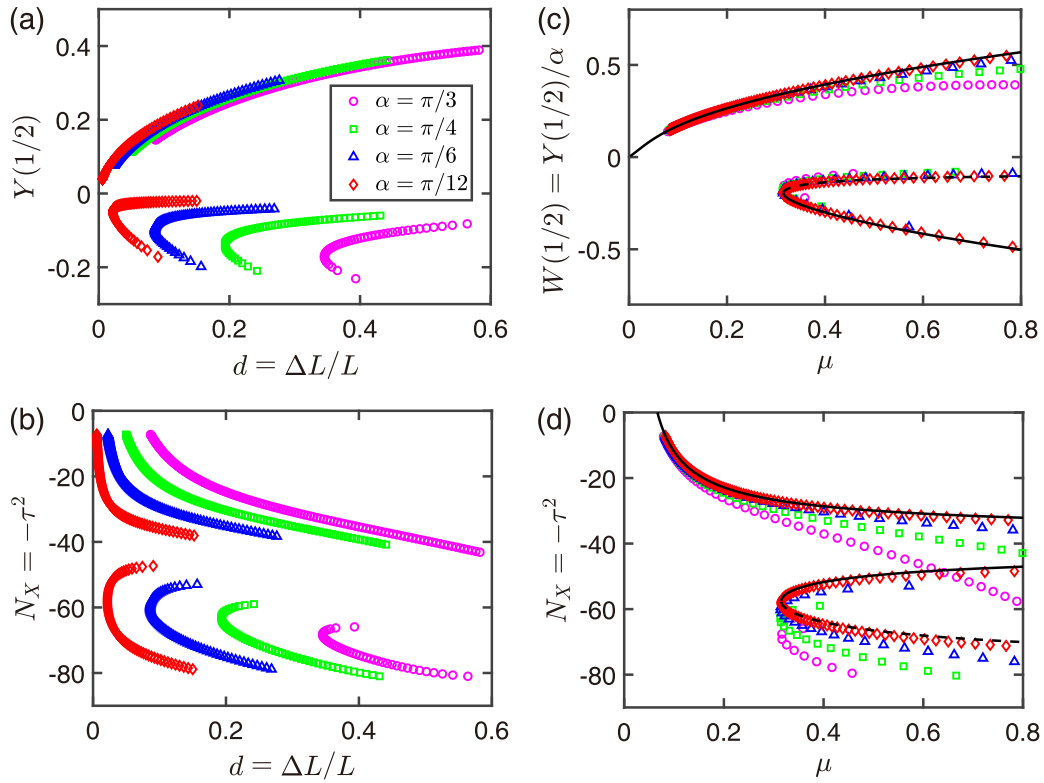 (a)
0.4
0.2
0
-0.2
Y(1/2)
α = π/3
α = π/4
α = π/6
α = π/12
0 0.2 0.4 0.6
d = ΔL/L
(c)
0.5
0
-0.5
W(1/2) = Y(1/2)/α
0 0.2 0.4 0.6 0.8
μ
(b)
0
-20
-40
-60
-80
N_X = −τ²
0 0.2 0.4 0.6
d = ΔL/L
(d)
0
-20
-40
-60
-80
N_X = −τ²
0 0.2 0.4 0.6 0.8
μ